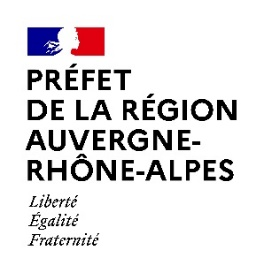 PRÉFET
DE LA RÉGION
AUVERGNE-
RHÔNE-ALPES
Liberté
Égalité
Fraternité